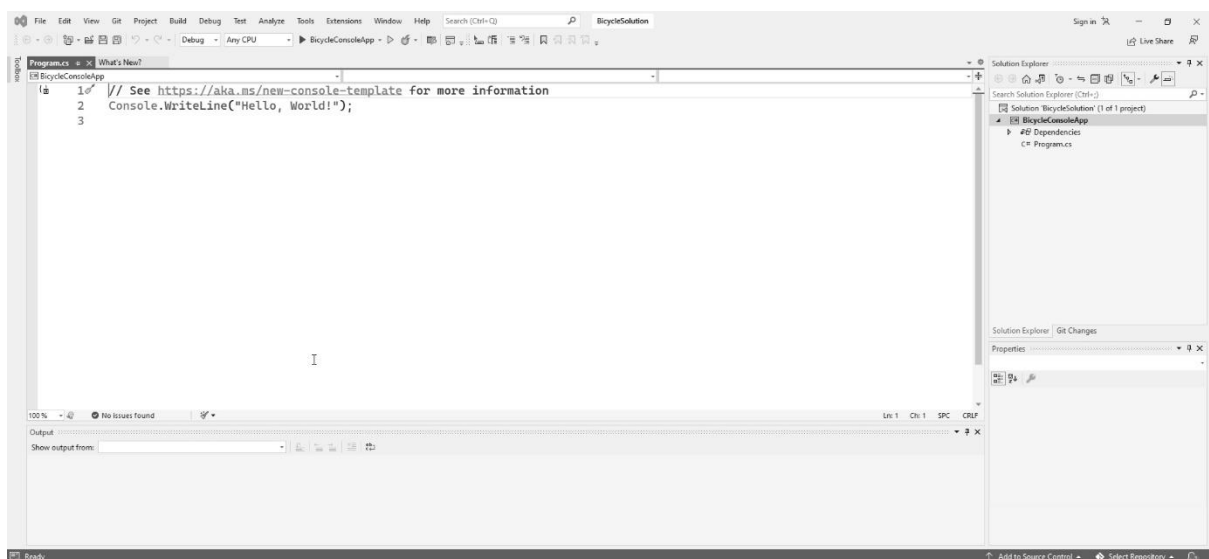 File Edit View Git Project Build Debug Test Analyze Tools Extensions Window Help Search (Ctrl+Q) BicycleSolution Sign in
Debug Any CPU BicycleConsoleApp Live Share
Toolbox
Program.cs What's New?
BicycleConsoleApp
1 // See https://aka.ms/new-console-template for more information
2 Console.WriteLine("Hello, World!");
3
100 % No issues found Ln: 1 Ch: 1 SPC CRLF
Output
Show output from:
Solution Explorer
Search Solution Explorer (Ctrl+;)
Solution 'BicycleSolution' (1 of 1 project)
BicycleConsoleApp
Dependencies
C# Program.cs
Solution Explorer Git Changes
Properties
Ready Add to Source Control Select Repository